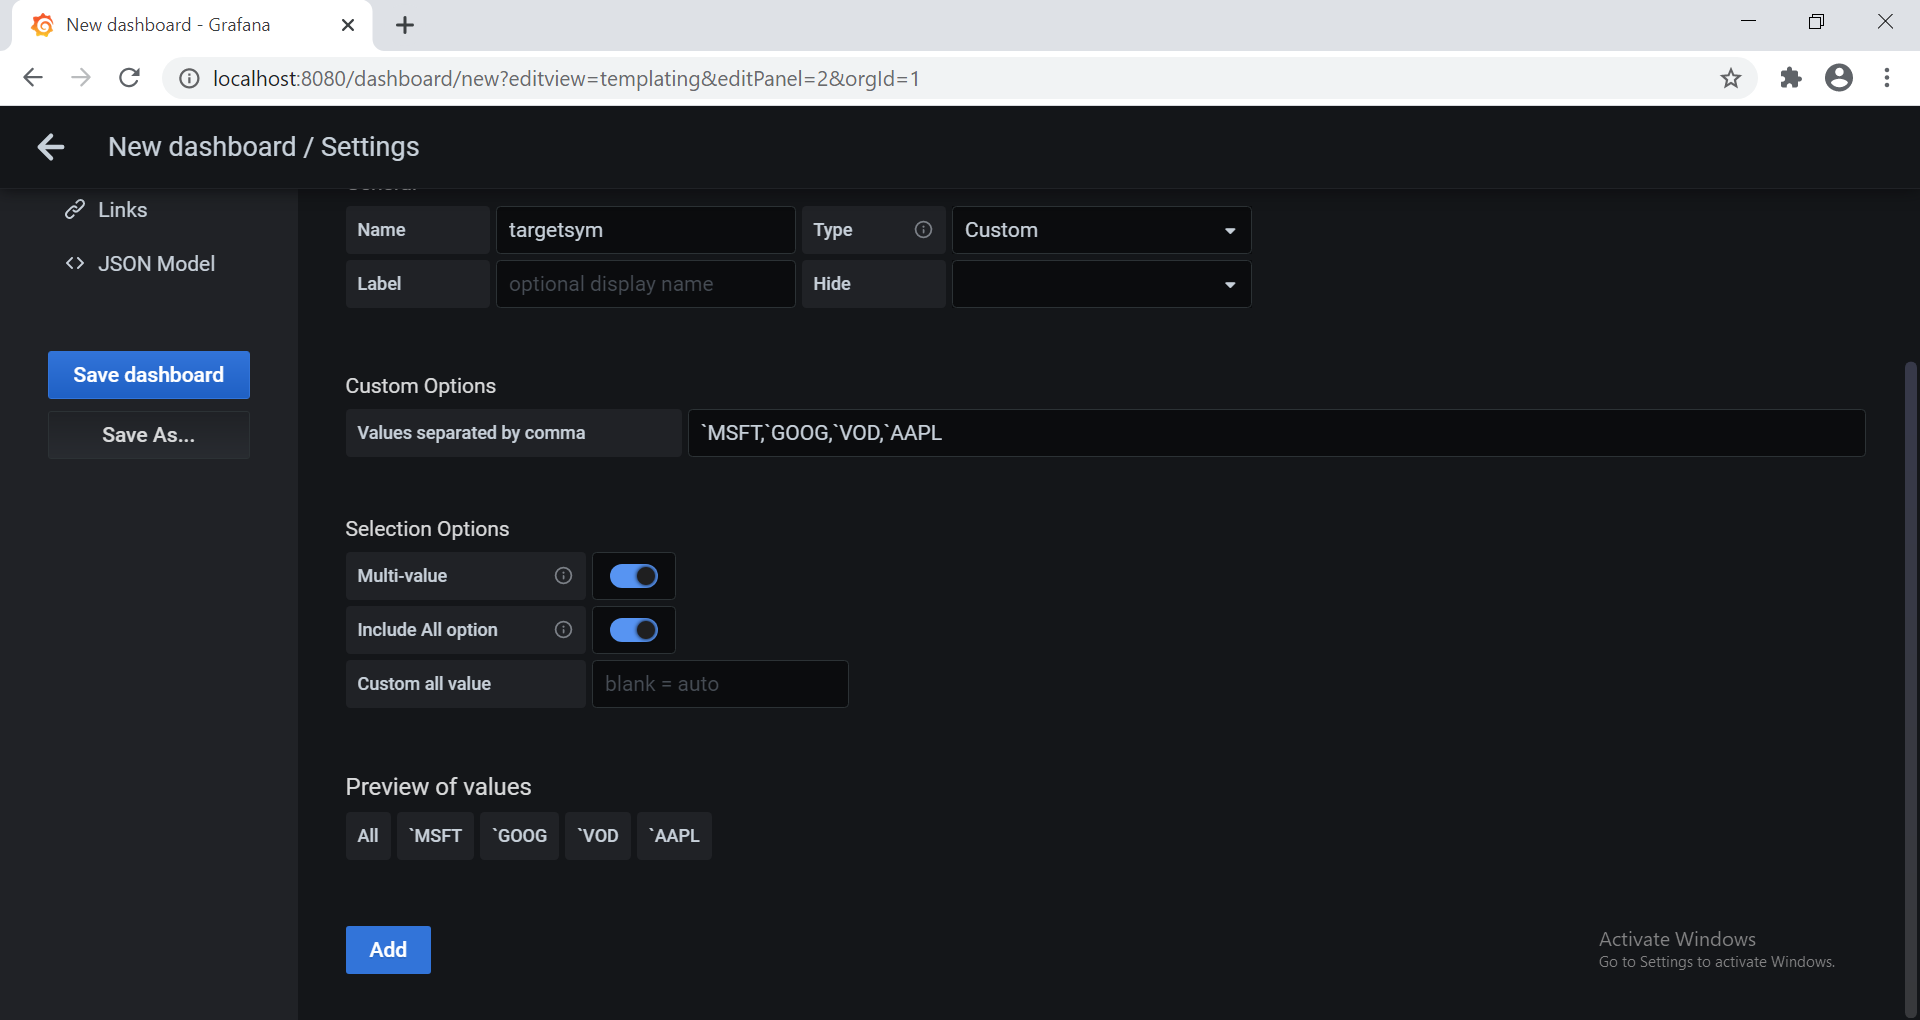 New dashboard - Grafana
localhost:8080/dashboard/new?editview=templating&editPanel=2&orgId=1
New dashboard / Settings
General
Links
JSON Model
Save dashboard
Save As...
Name targetsym Type Custom
Label optional display name Hide
Custom Options
Values separated by comma `MSFT,`GOOG,`VOD,`AAPL
Selection Options
Multi-value
Include All option
Custom all value blank = auto
Preview of values
All `MSFT `GOOG `VOD `AAPL
Add
Activate Windows
Go to Settings to activate Windows.